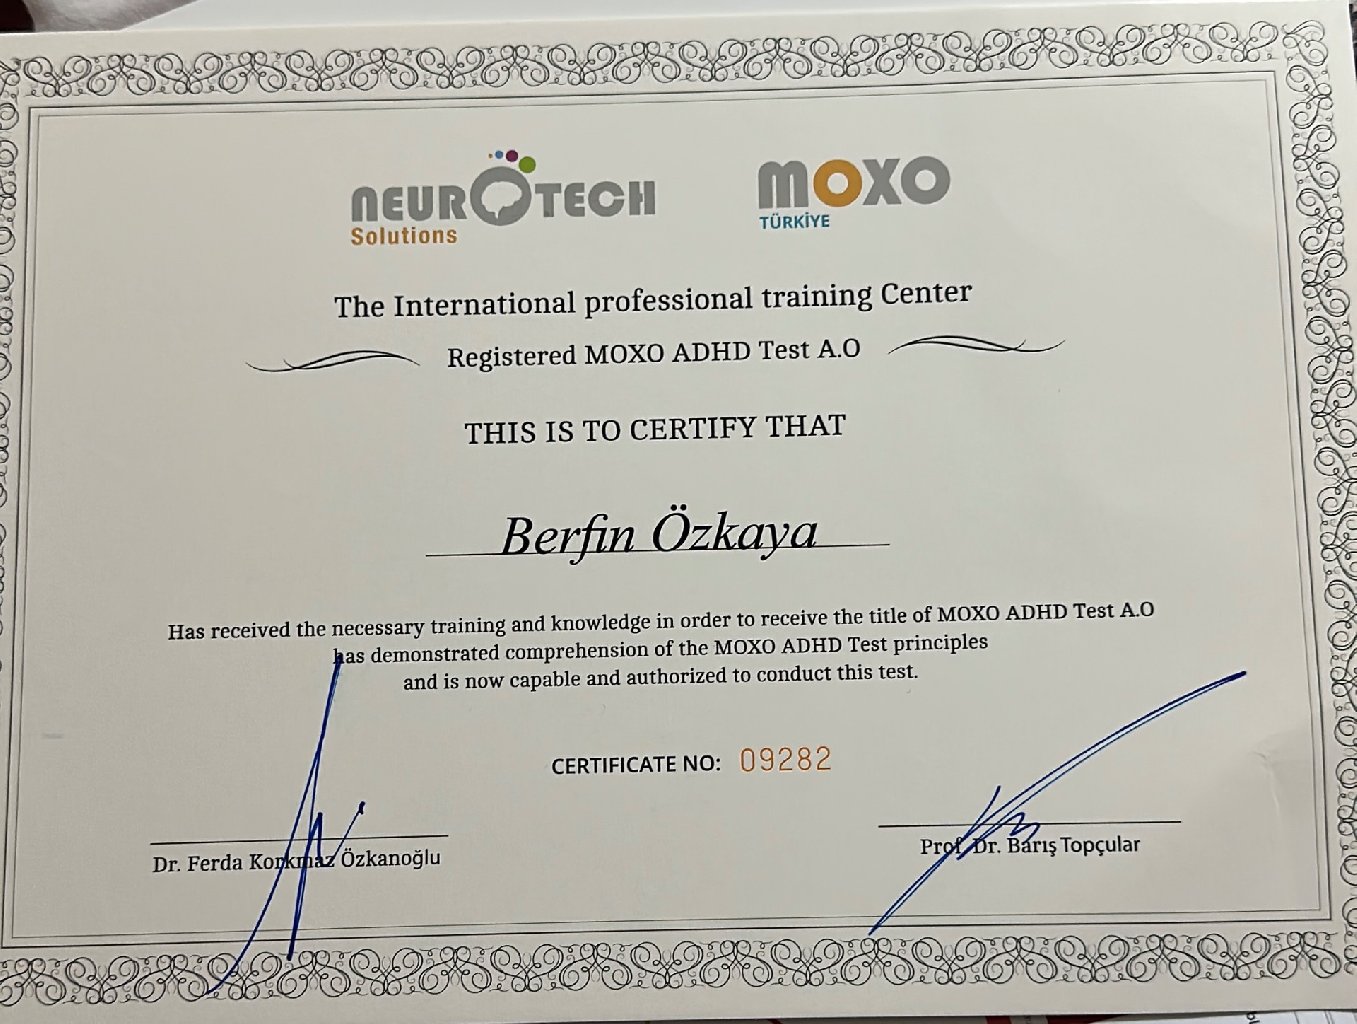 NEUROTECH
Solutions
MOXO
TÜRKİYE
The International professional training Center
Registered MOXO ADHD Test A.O
THIS IS TO CERTIFY THAT
Berfin Özkaya
Has received the necessary training and knowledge in order to receive the title of MOXO ADHD Test A.O
has demonstrated comprehension of the MOXO ADHD Test principles
and is now capable and authorized to conduct this test.
CERTIFICATE NO: 09282
Dr. Ferda Korkmaz Özkanoğlu
Prof. Dr. Barış Topçular